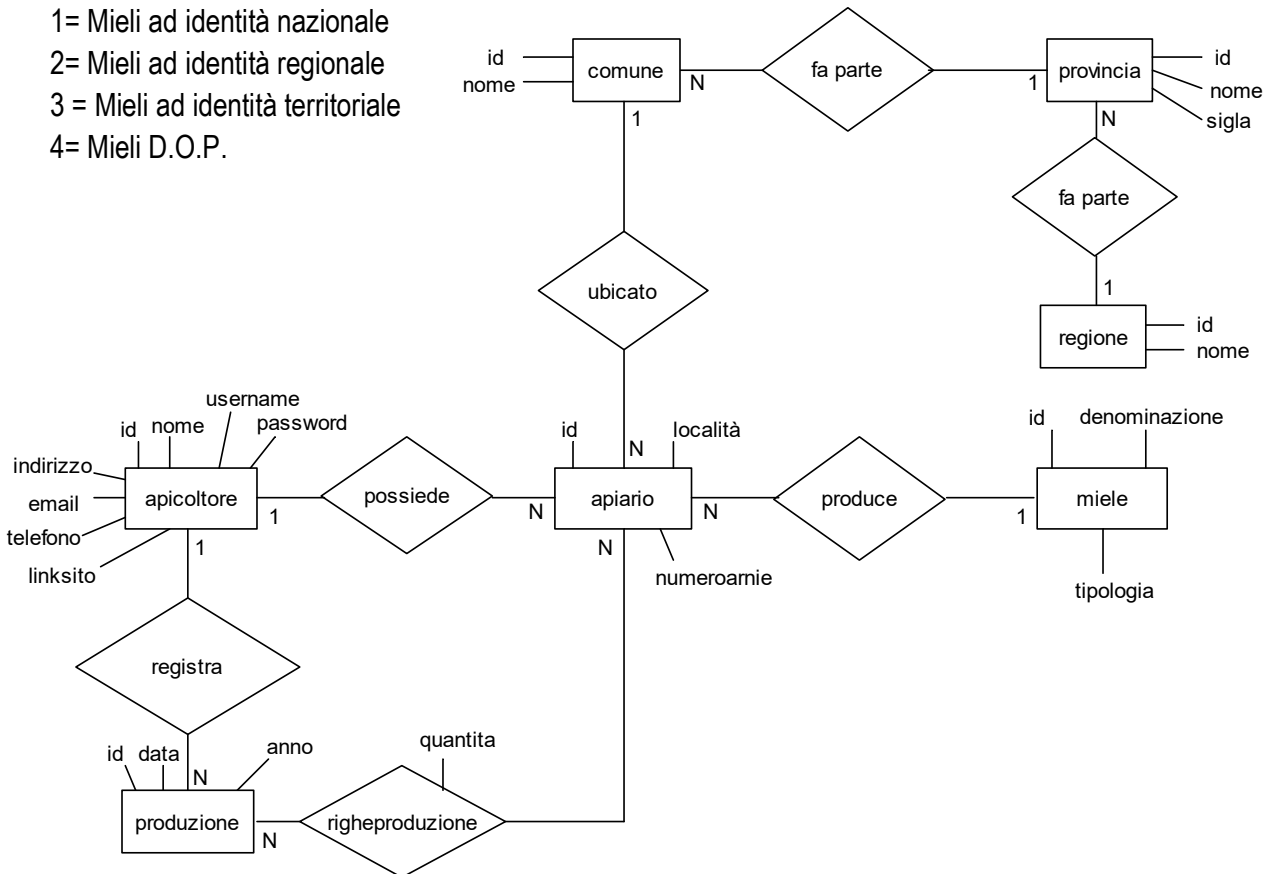 1= Mieli ad identità nazionale
2= Mieli ad identità regionale
3 = Mieli ad identità territoriale
4= Mieli D.O.P.
id
nome
comune
N
fa parte
1
provincia
id
nome
sigla
1
N
fa parte
1
regione
id
nome
ubicato
N
username
password
id
nome
indirizzo
email
telefono
linksito
apicoltore
1
possiede
N
id
località
apiario
N
N
numeroarnie
produce
1
id
denominazione
miele
tipologia
1
registra
N
id
data
anno
produzione
N
quantita
righeproduzione